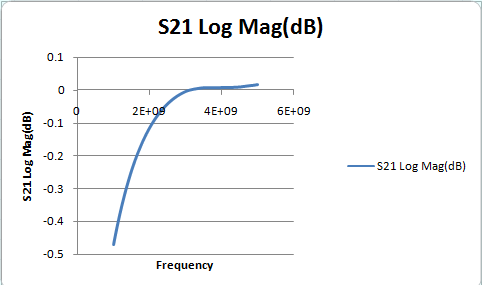 S21 Log Mag(dB)
0.1
0
-0.1
-0.2
-0.3
-0.4
-0.5
0
2E+09
4E+09
6E+09
S21 Log Mag(dB)
Frequency
S21 Log Mag(dB)